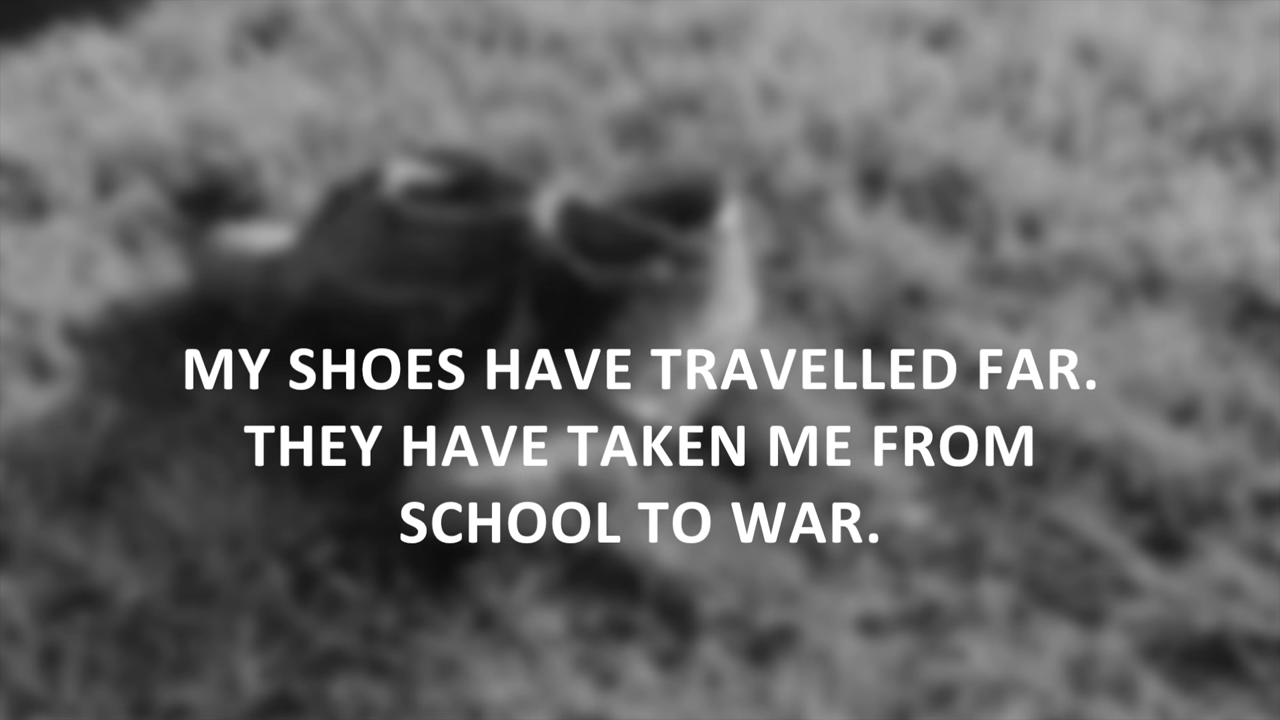 MY SHOES HAVE TRAVELLED FAR.
THEY HAVE TAKEN ME FROM
SCHOOL TO WAR.